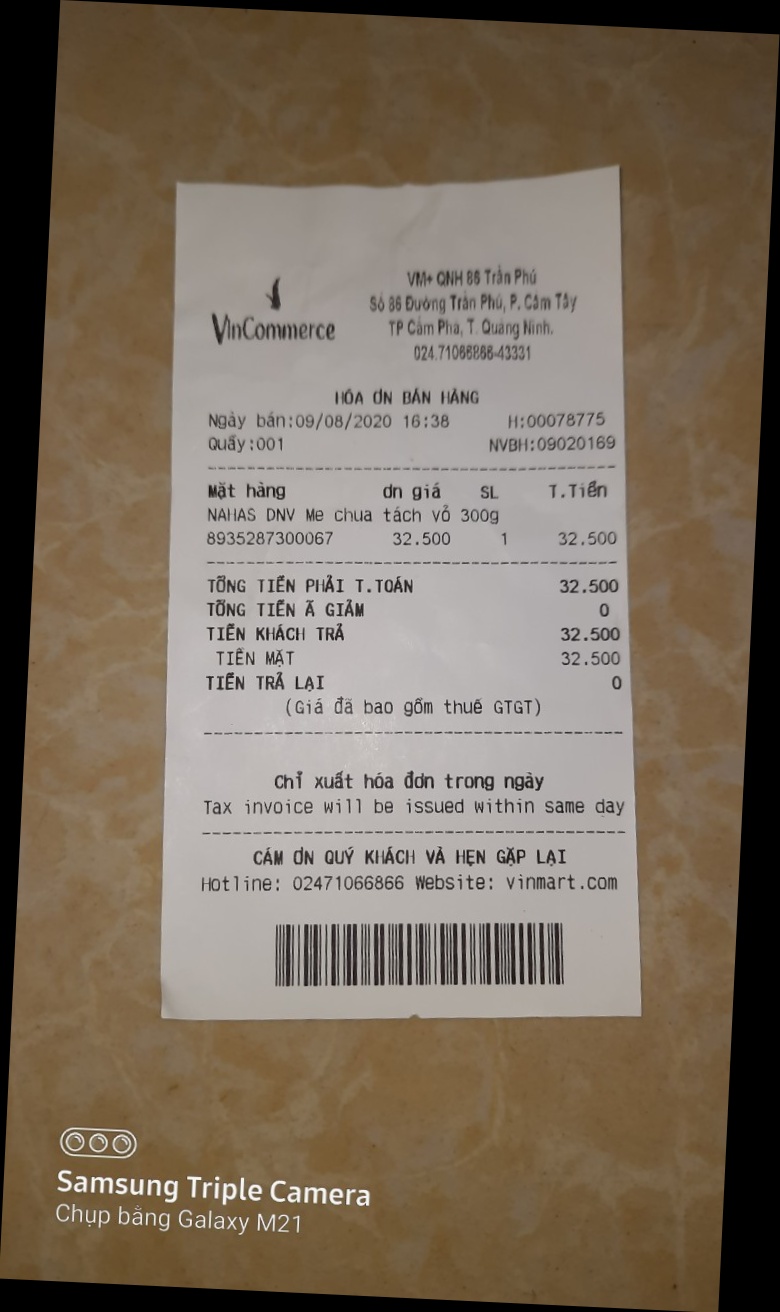 VinCommerce
VM+ QNH 86 Trần Phú
Số 86 Đường Trần Phú, P. Cẩm Tây
TP Cẩm Phả, T. Quảng Ninh.
024.71066866-43331
HÓA ƠN BÁN HÀNG
Ngày bán:09/08/2020 16:38 H:00078775
Quầy:001 NVBH:09020169
Mặt hàng ơn giá SL T.Tiền
NAHAS DNV Me chua tách vỏ 300g
8935287300067 32.500 1 32.500
TỔNG TIỀN PHẢI T.TOÁN 32.500
TỔNG TIỀN Ã GIẢM 0
TIỀN KHÁCH TRẢ 32.500
TIỀN MẶT 32.500
TIỀN TRẢ LẠI 0
(Giá đã bao gồm thuế GTGT)
Chỉ xuất hóa đơn trong ngày
Tax invoice will be issued within same day
CẢM ƠN QUÝ KHÁCH VÀ HẸN GẶP LẠI
Hotline: 02471066866 Website: vinmart.com
Samsung Triple Camera
Chụp bằng Galaxy M21